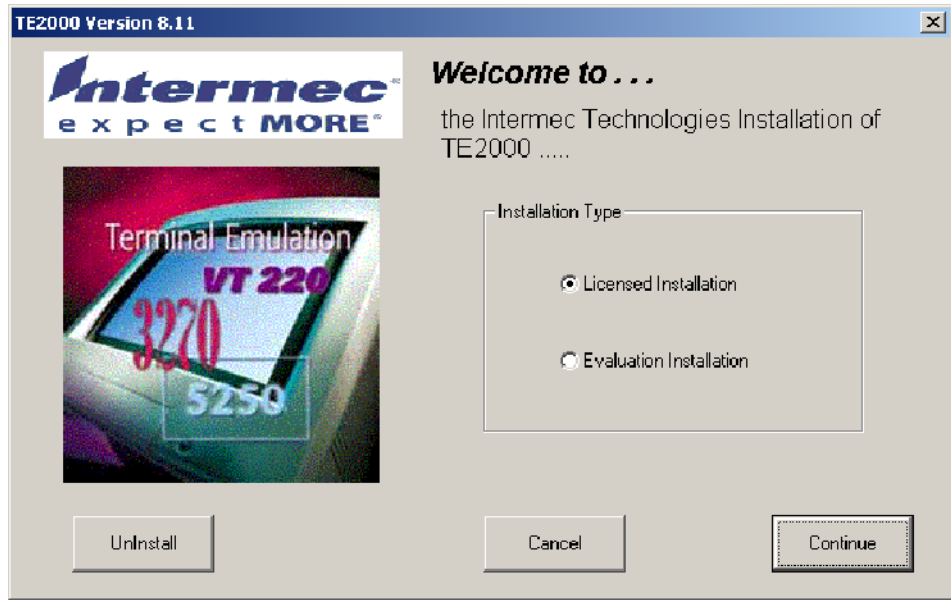 TE2000 Version 8.11
Intermec®
expect MORE®
Welcome to . . .
the Intermec Technologies Installation of
TE2000 .....
Terminal Emulation
VT 220
3270
5250
Installation Type
Licensed Installation
Evaluation Installation
UnInstall
Cancel
Continue